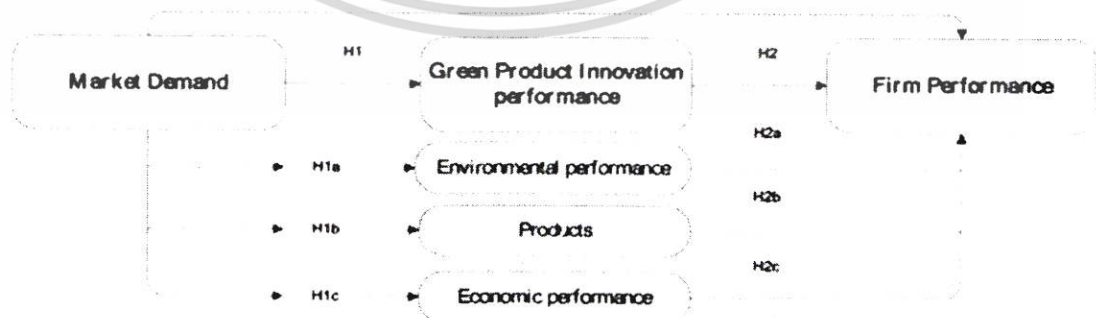 H1
H2
Market Demand
Green Product Innovation
performance
Firm Performance
H2a
H1a
Environmental performance
H2b
H1b
Products
H2c
H1c
Economic performance